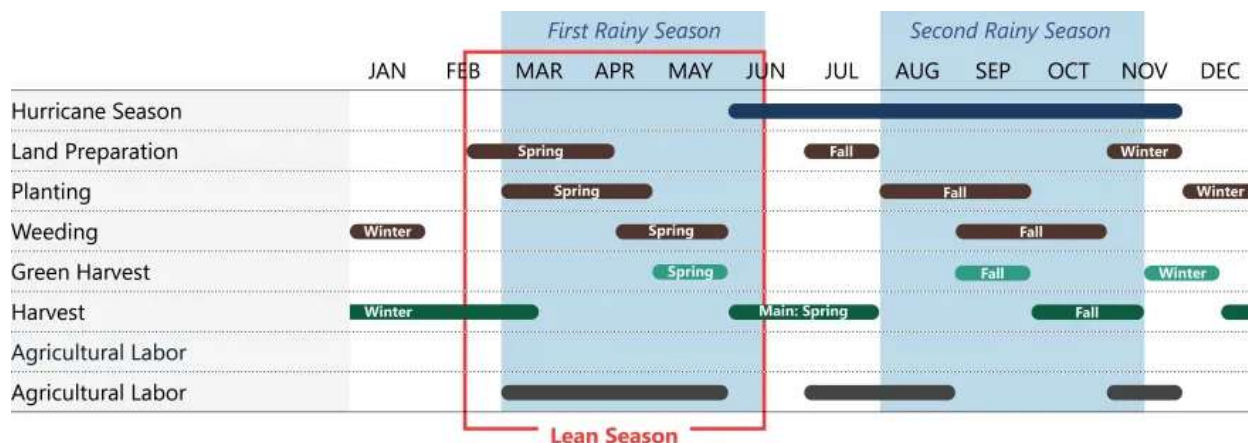 First Rainy Season Second Rainy Season
JAN FEB MAR APR MAY JUN JUL AUG SEP OCT NOV DEC
Hurricane Season
Land Preparation Spring Fall Winter
Planting Spring Fall Winter
Weeding Winter Spring Fall
Green Harvest Spring Fall Winter
Harvest Winter Main: Spring Fall
Agricultural Labor
Agricultural Labor
Lean Season